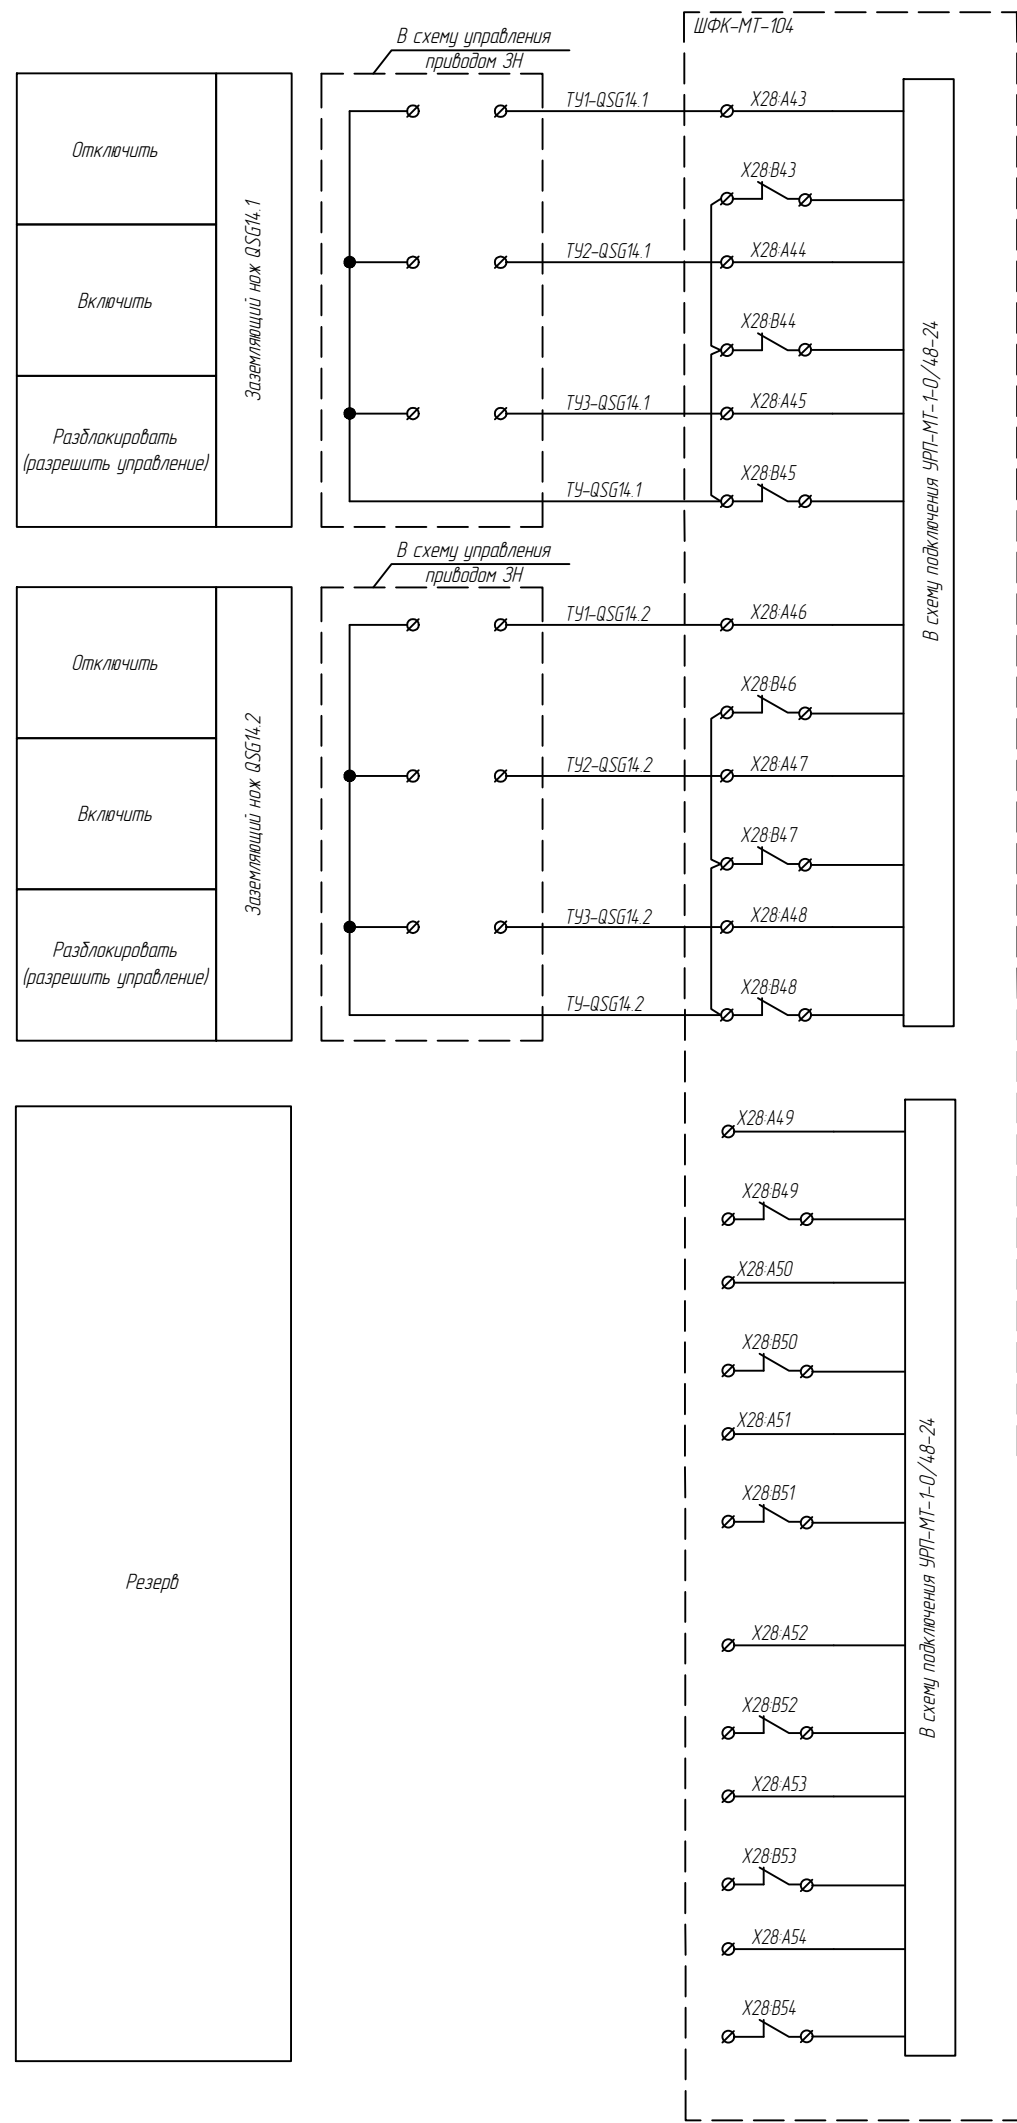 В схему управления
приводом ЗН
ШФК-МТ-104
Отключить
Включить
Разблокировать
(разрешить управление)
Заземляющий нож QSG14.1
ТУ1-QSG14.1
X28:A43
X28:B43
ТУ2-QSG14.1
X28:A44
X28:B44
ТУ3-QSG14.1
X28:A45
X28:B45
ТУ-QSG14.1
В схему подключения УРП-МТ-1-0/48-24
В схему управления
приводом ЗН
Отключить
Включить
Разблокировать
(разрешить управление)
Заземляющий нож QSG14.2
ТУ1-QSG14.2
X28:A46
X28:B46
ТУ2-QSG14.2
X28:A47
X28:B47
ТУ3-QSG14.2
X28:A48
X28:B48
ТУ-QSG14.2
Резерв
X28:A49
X28:B49
X28:A50
X28:B50
X28:A51
X28:B51
X28:A52
X28:B52
X28:A53
X28:B53
X28:A54
X28:B54
В схему подключения УРП-МТ-1-0/48-24